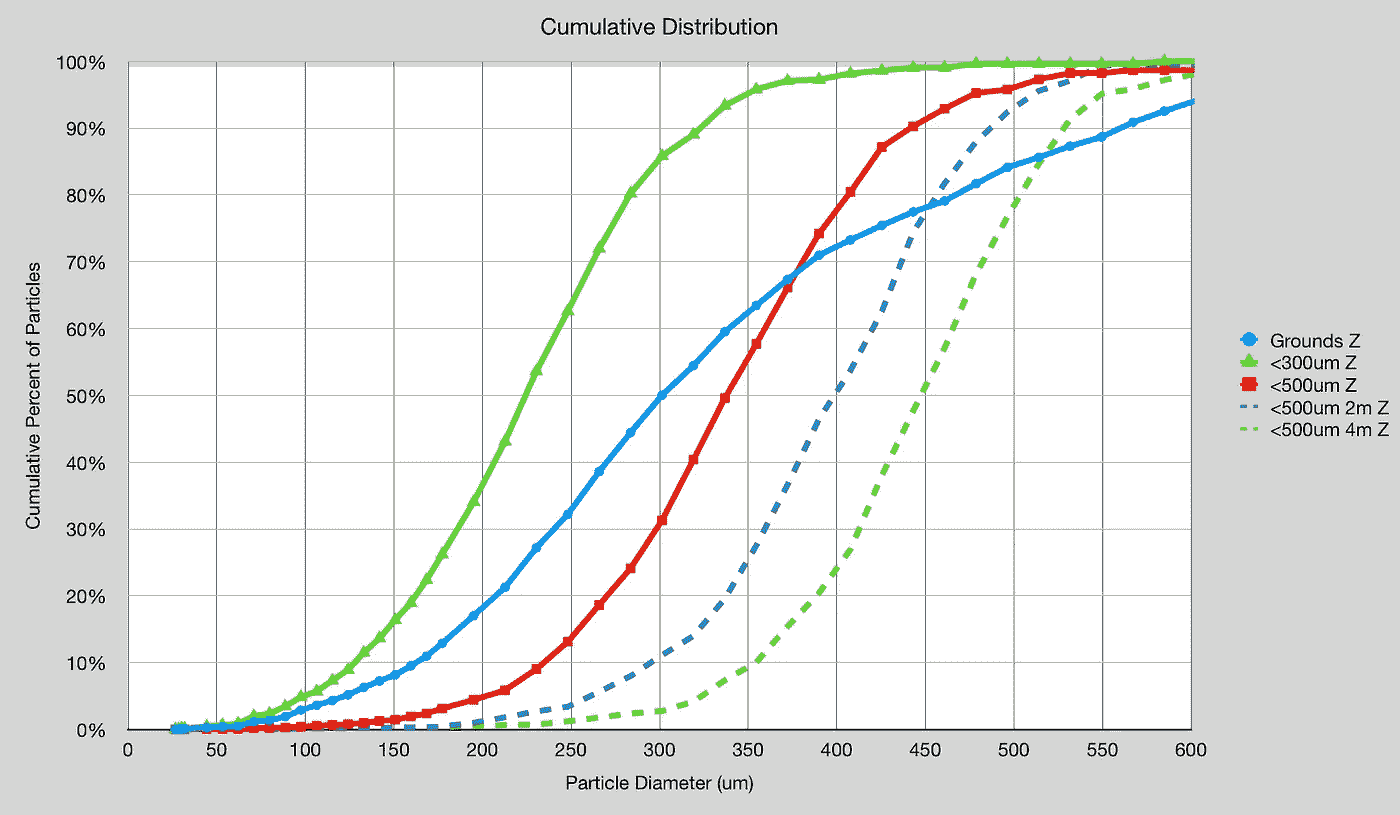 Cumulative Distribution
100%
90%
80%
70%
60%
50%
40%
30%
20%
10%
0%
Cumulative Percent of Particles
0 50 100 150 200 250 300 350 400 450 500 550 600
Particle Diameter (um)
Grounds Z
<300um Z
<500um Z
<500um 2m Z
<500um 4m Z